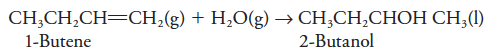 CH₃CH₂CH=CH₂(g) + H₂O(g) → CH₃CH₂CHOH CH₃(l)
1-Butene 2-Butanol